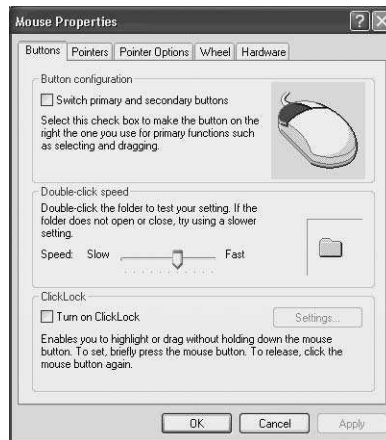 Mouse Properties
Buttons Pointers Pointer Options Wheel Hardware
Button configuration
Switch primary and secondary buttons
Select this check box to make the button on the
right the one you use for primary functions such
as selecting and dragging.
Double-click speed
Double-click the folder to test your setting. If the
folder does not open or close, try using a slower
setting.
Speed: Slow Fast
ClickLock
Turn on ClickLock Settings...
Enables you to highlight or drag without holding down the mouse
button. To set, briefly press the mouse button. To release, click the
mouse button again.
OK Cancel Apply